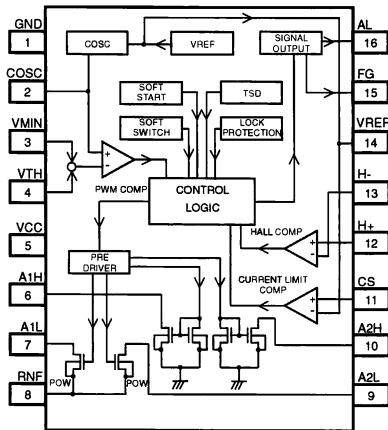 GND
1
COSC
2
VMIN
3
VTH
4
VCC
5
A1H
6
A1L
7
RNF
8
COSC
VREF
SIGNAL
OUTPUT
SOFT
START
TSD
SOFT
SWITCH
LOCK
PROTECTION
PWM COMP
CONTROL
LOGIC
HALL COMP
PRE
DRIVER
CURRENT LIMIT
COMP
POW
POW
AL
16
FG
15
VREF
14
H-
13
H+
12
CS
11
A2H
10
A2L
9
+
-
+
-
+
-